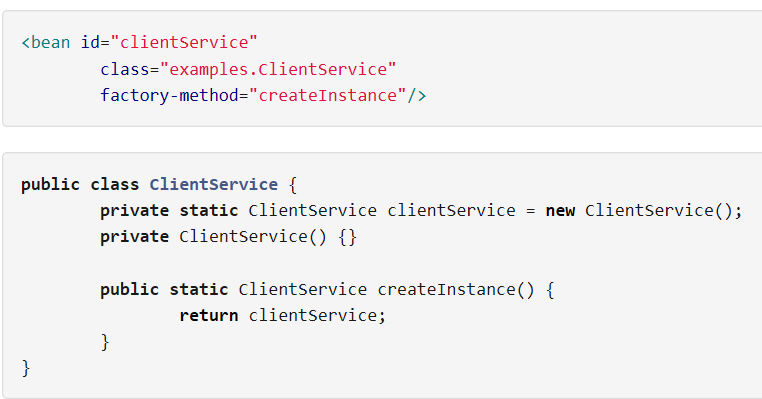 <bean id="clientService"
        class="examples.ClientService"
        factory-method="createInstance"/>
public class ClientService {
        private static ClientService clientService = new ClientService();
        private ClientService() {}
        public static ClientService createInstance() {
                return clientService;
        }
}